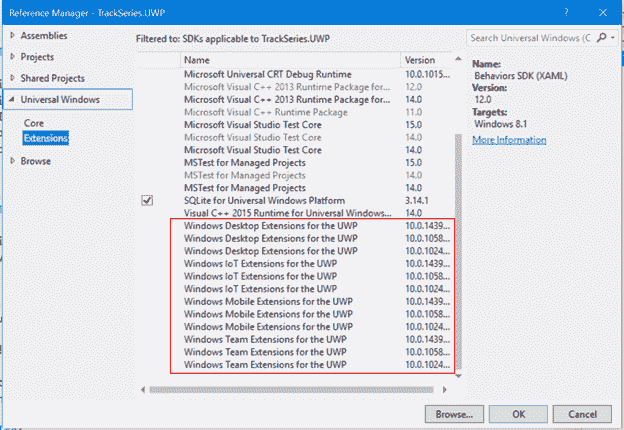 Reference Manager - TrackSeries.UWP
Assemblies
Projects
Shared Projects
Universal Windows
Core
Extensions
Browse
Filtered to: SDKs applicable to TrackSeries.UWP
Name Version
Microsoft Universal CRT Debug Runtime 10.0.1015...
Microsoft Visual C++ 2013 Runtime Package for... 12.0
Microsoft Visual C++ 2013 Runtime Package for... 14.0
Microsoft Visual C++ Runtime Package 11.0
Microsoft Visual Studio Test Core 15.0
Microsoft Visual Studio Test Core 14.0
Microsoft Visual Studio Test Core 14.0
MSTest for Managed Projects 15.0
MSTest for Managed Projects 14.0
MSTest for Managed Projects 14.0
SQLite for Universal Windows Platform 3.14.1
Visual C++ 2015 Runtime for Universal Windows... 14.0
Windows Desktop Extensions for the UWP 10.0.1439...
Windows Desktop Extensions for the UWP 10.0.1058...
Windows Desktop Extensions for the UWP 10.0.1024...
Windows IoT Extensions for the UWP 10.0.1439...
Windows IoT Extensions for the UWP 10.0.1058...
Windows IoT Extensions for the UWP 10.0.1024...
Windows Mobile Extensions for the UWP 10.0.1439...
Windows Mobile Extensions for the UWP 10.0.1058...
Windows Mobile Extensions for the UWP 10.0.1024...
Windows Team Extensions for the UWP 10.0.1439...
Windows Team Extensions for the UWP 10.0.1058...
Windows Team Extensions for the UWP 10.0.1024...
Search Universal Windows (C
Name:
Behaviors SDK (XAML)
Version:
12.0
Targets:
Windows 8.1
More Information
Browse... OK Cancel